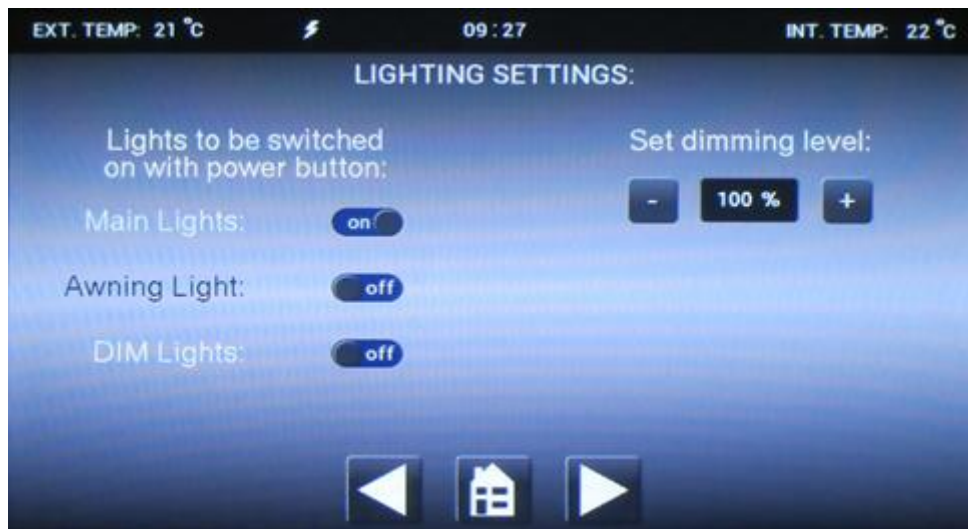 EXT. TEMP: 21 °C
09:27
INT. TEMP: 22 °C
LIGHTING SETTINGS:
Lights to be switched
on with power button:
Main Lights: on
Awning Light: off
DIM Lights: off
Set dimming level:
- 100 % +